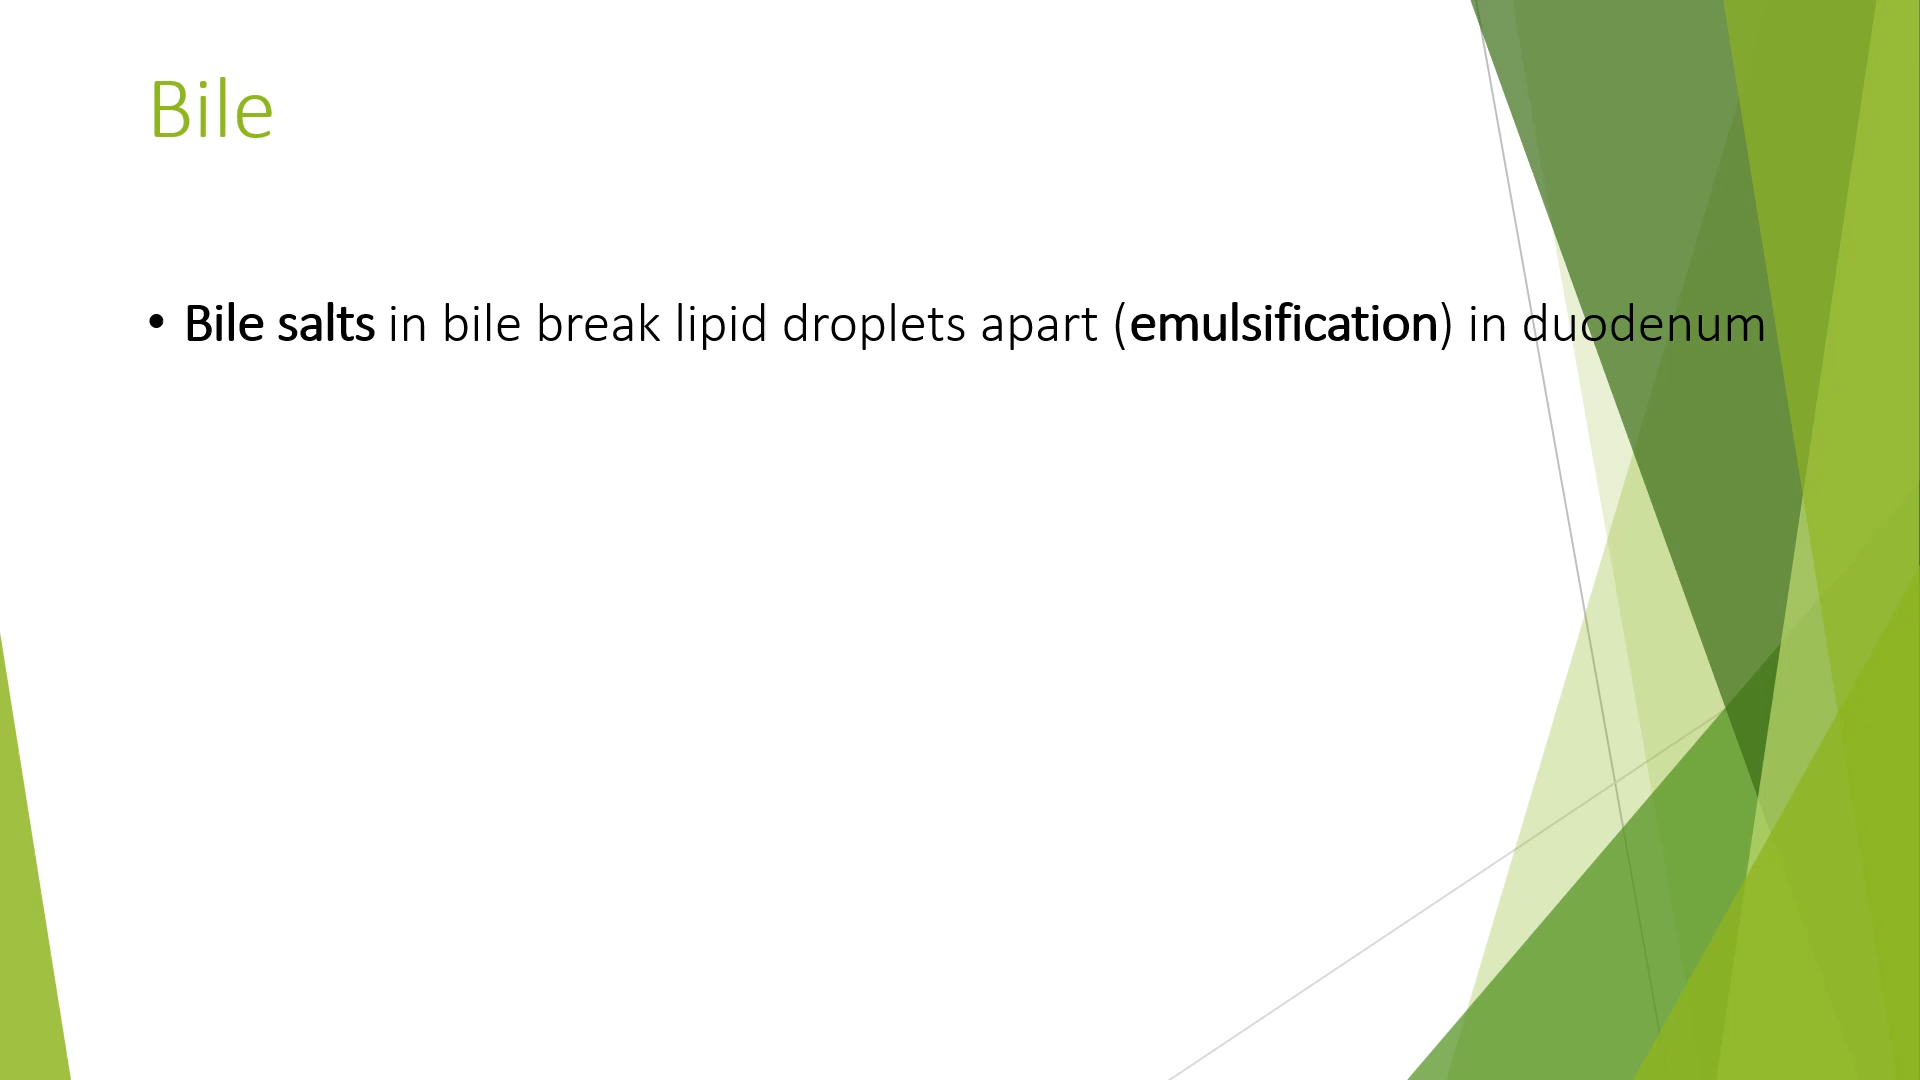 Bile
• Bile salts in bile break lipid droplets apart (emulsification) in duodenum